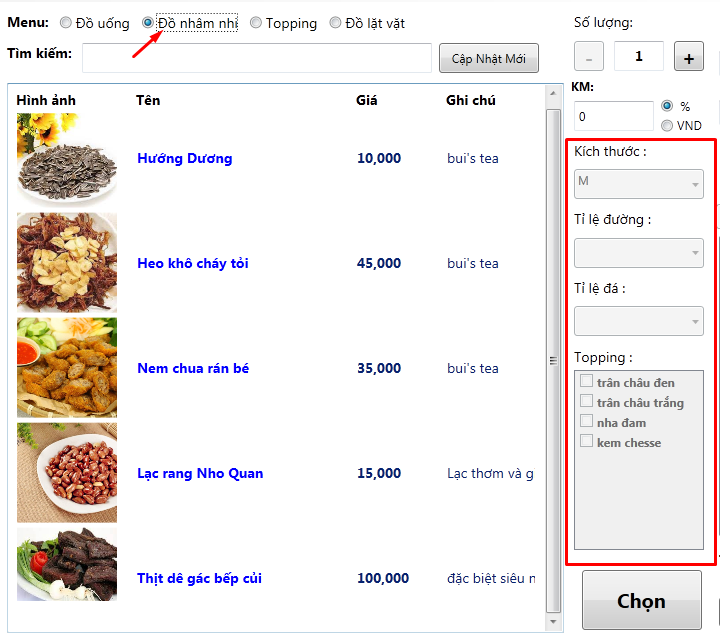 Menu: Đồ uống Đồ nhâm nhi Topping Đồ lặt vặt
Tìm kiếm: Cập Nhật Mới
Hình ảnh Tên Giá Ghi chú
Hướng Dương 10,000 bui's tea
Heo khô cháy tỏi 45,000 bui's tea
Nem chua rán bé 35,000 bui's tea
Lạc rang Nho Quan 15,000 Lạc thơm và g
Thịt dê gác bếp củi 100,000 đặc biệt siêu n
Số lượng:
- 1 +
KM:
0 %
VND
Kích thước :
M
Tỉ lệ đường :
Tỉ lệ đá :
Topping :
trân châu đen
trân châu trắng
nha đam
kem chesse
Chọn